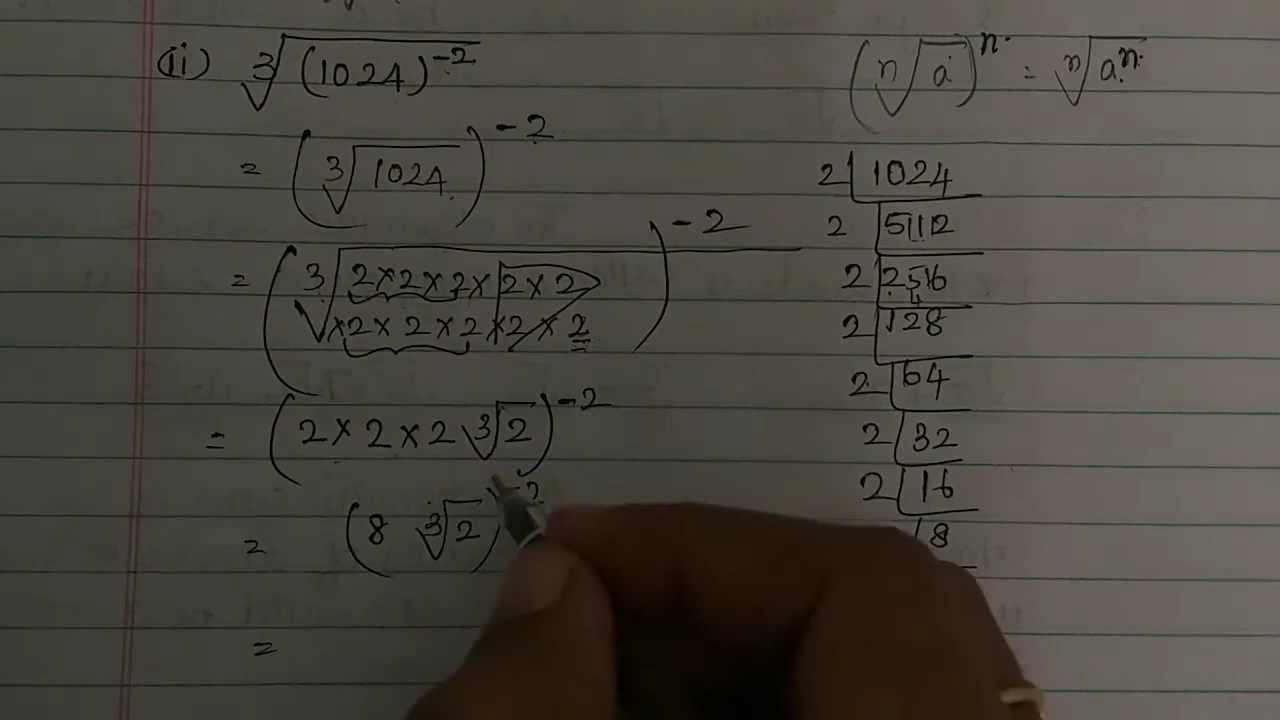 (ii) ∛(1024)⁻²
= (∛1024)⁻²
= (∛2×2×2×2×2
×2×2×2×2×2)⁻²
= (2×2×2∛2)⁻²
= (8 ∛2)⁻²
=
(ⁿ√a)ⁿ = ⁿ√aⁿ
2 | 1024
2 | 5112
2 | 2516
2 | 128
2 | 64
2 | 32
2 | 16
8